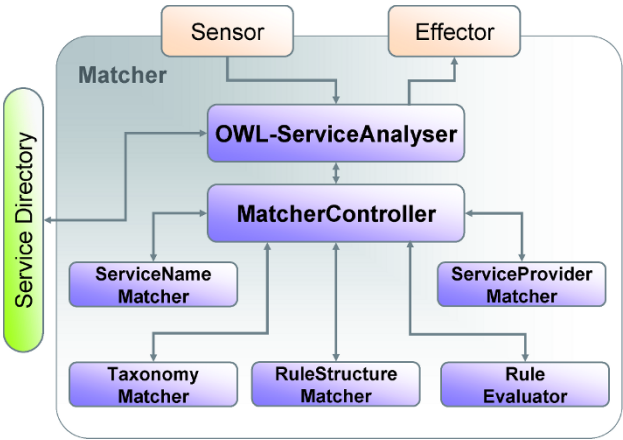 Sensor
Effector
Matcher
OWL-ServiceAnalyser
Service Directory
MatcherController
ServiceName
Matcher
ServiceProvider
Matcher
Taxonomy
Matcher
RuleStructure
Matcher
Rule
Evaluator